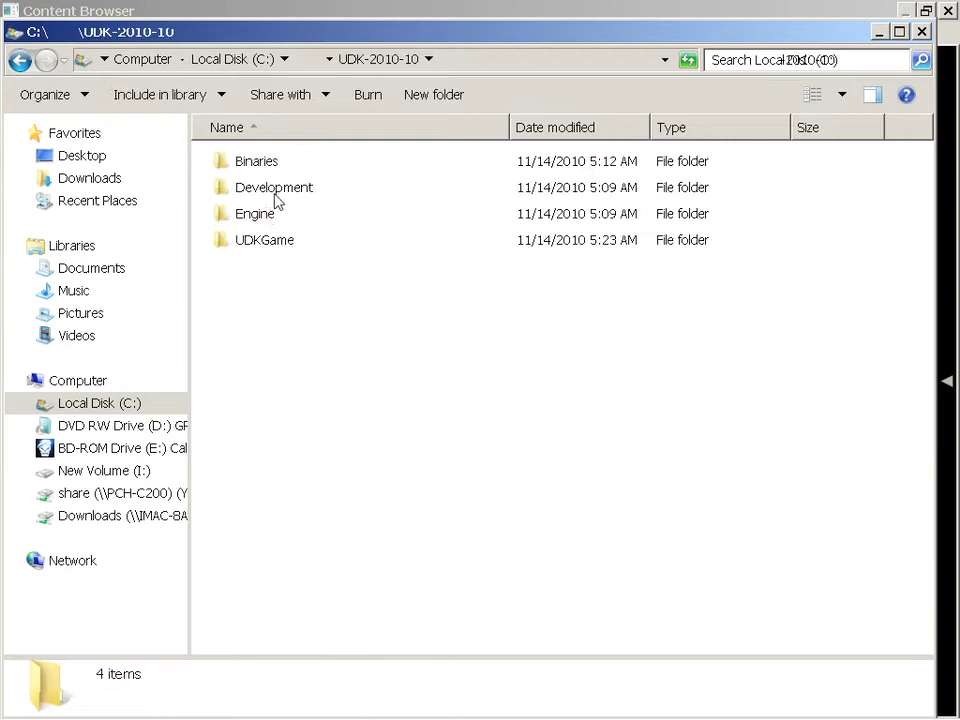 Content Browser
C:\ \UDK-2010-10
Computer Local Disk (C:) UDK-2010-10
Search Local
Organize Include in library Share with Burn New folder
Name Date modified Type Size
Favorites
Desktop
Downloads
Recent Places
Libraries
Documents
Music
Pictures
Videos
Computer
Local Disk (C:)
DVD RW Drive (D:) GF
BD-ROM Drive (E:) Cal
New Volume (I:)
share (\\PCH-C200) (Y
Downloads (\\IMAC-8A
Network
Binaries 11/14/2010 5:12 AM File folder
Development 11/14/2010 5:09 AM File folder
Engine 11/14/2010 5:09 AM File folder
UDKGame 11/14/2010 5:23 AM File folder
4 items